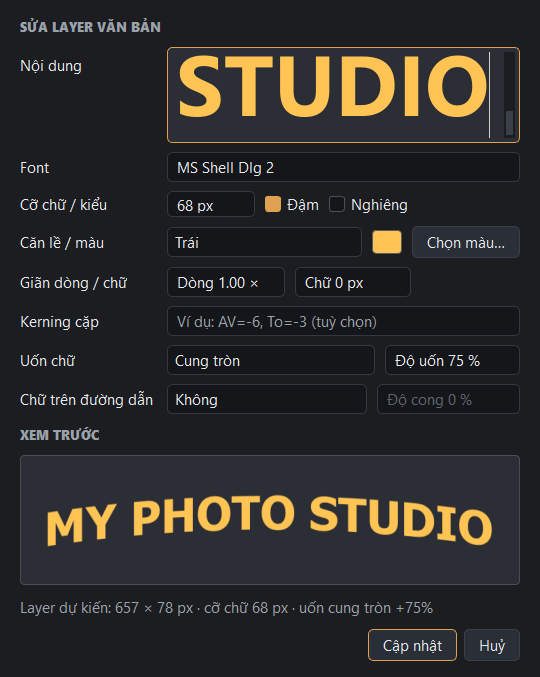 SỬA LAYER VĂN BẢN
Nội dung
STUDIO
Font
MS Shell Dlg 2
Cỡ chữ / kiểu
68 px
Đậm
Nghiêng
Căn lề / màu
Trái
Chọn màu...
Giãn dòng / chữ
Dòng 1.00 ×
Chữ 0 px
Kerning cặp
Ví dụ: AV=-6, To=-3 (tuỳ chọn)
Uốn chữ
Cung tròn
Độ uốn 75 %
Chữ trên đường dẫn
Không
Độ cong 0 %
XEM TRƯỚC
MY PHOTO STUDIO
Layer dự kiến: 657 × 78 px · cỡ chữ 68 px · uốn cung tròn +75%
Cập nhật
Huỷ